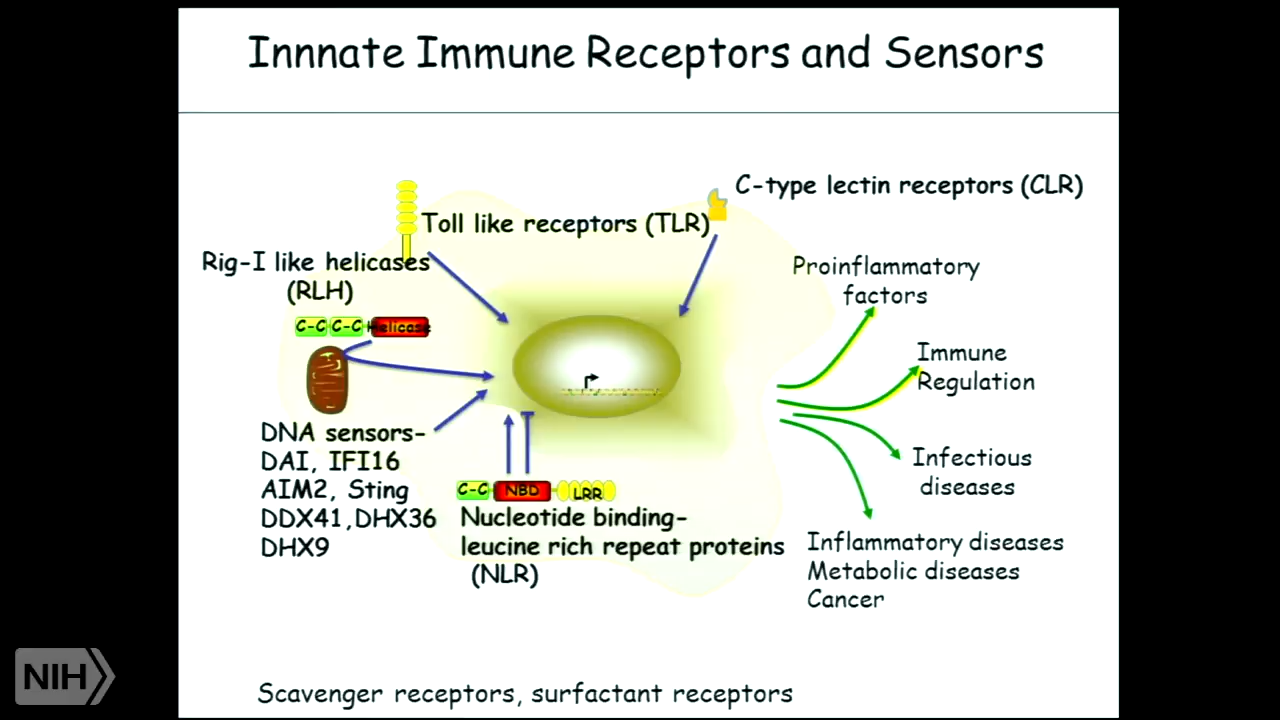 Innnate Immune Receptors and Sensors
C-type lectin receptors (CLR)
Toll like receptors (TLR)
Rig-I like helicases
(RLH)
C-C C-C Helicase
Proinflammatory
factors
Immune
Regulation
DNA sensors-
DAI, IFI16
AIM2, Sting
DDX41,DHX36
DHX9
C-C NBD LRR
Nucleotide binding-
leucine rich repeat proteins
(NLR)
Infectious
diseases
Inflammatory diseases
Metabolic diseases
Cancer
NIH
Scavenger receptors, surfactant receptors